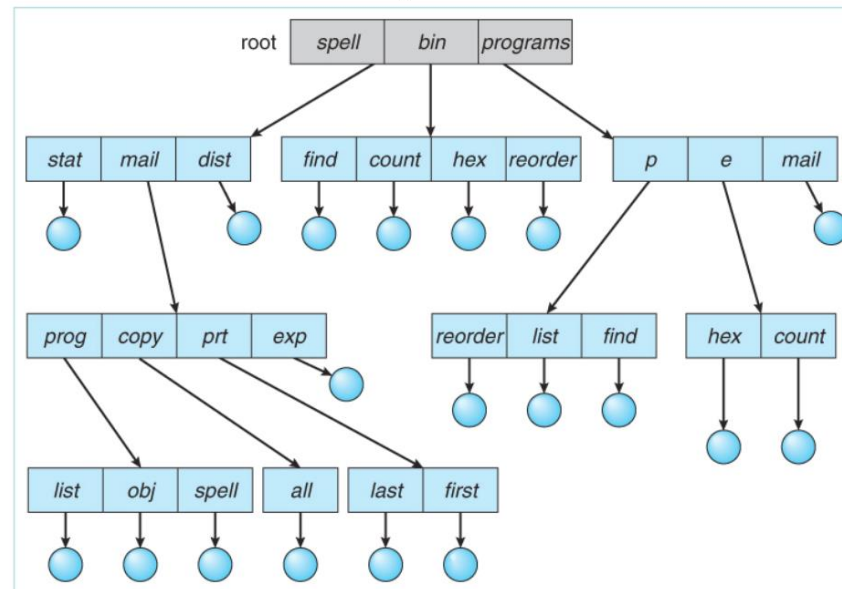 root spell bin programs
stat mail dist find count hex reorder p e mail
prog copy prt exp reorder list find hex count
list obj spell all last first